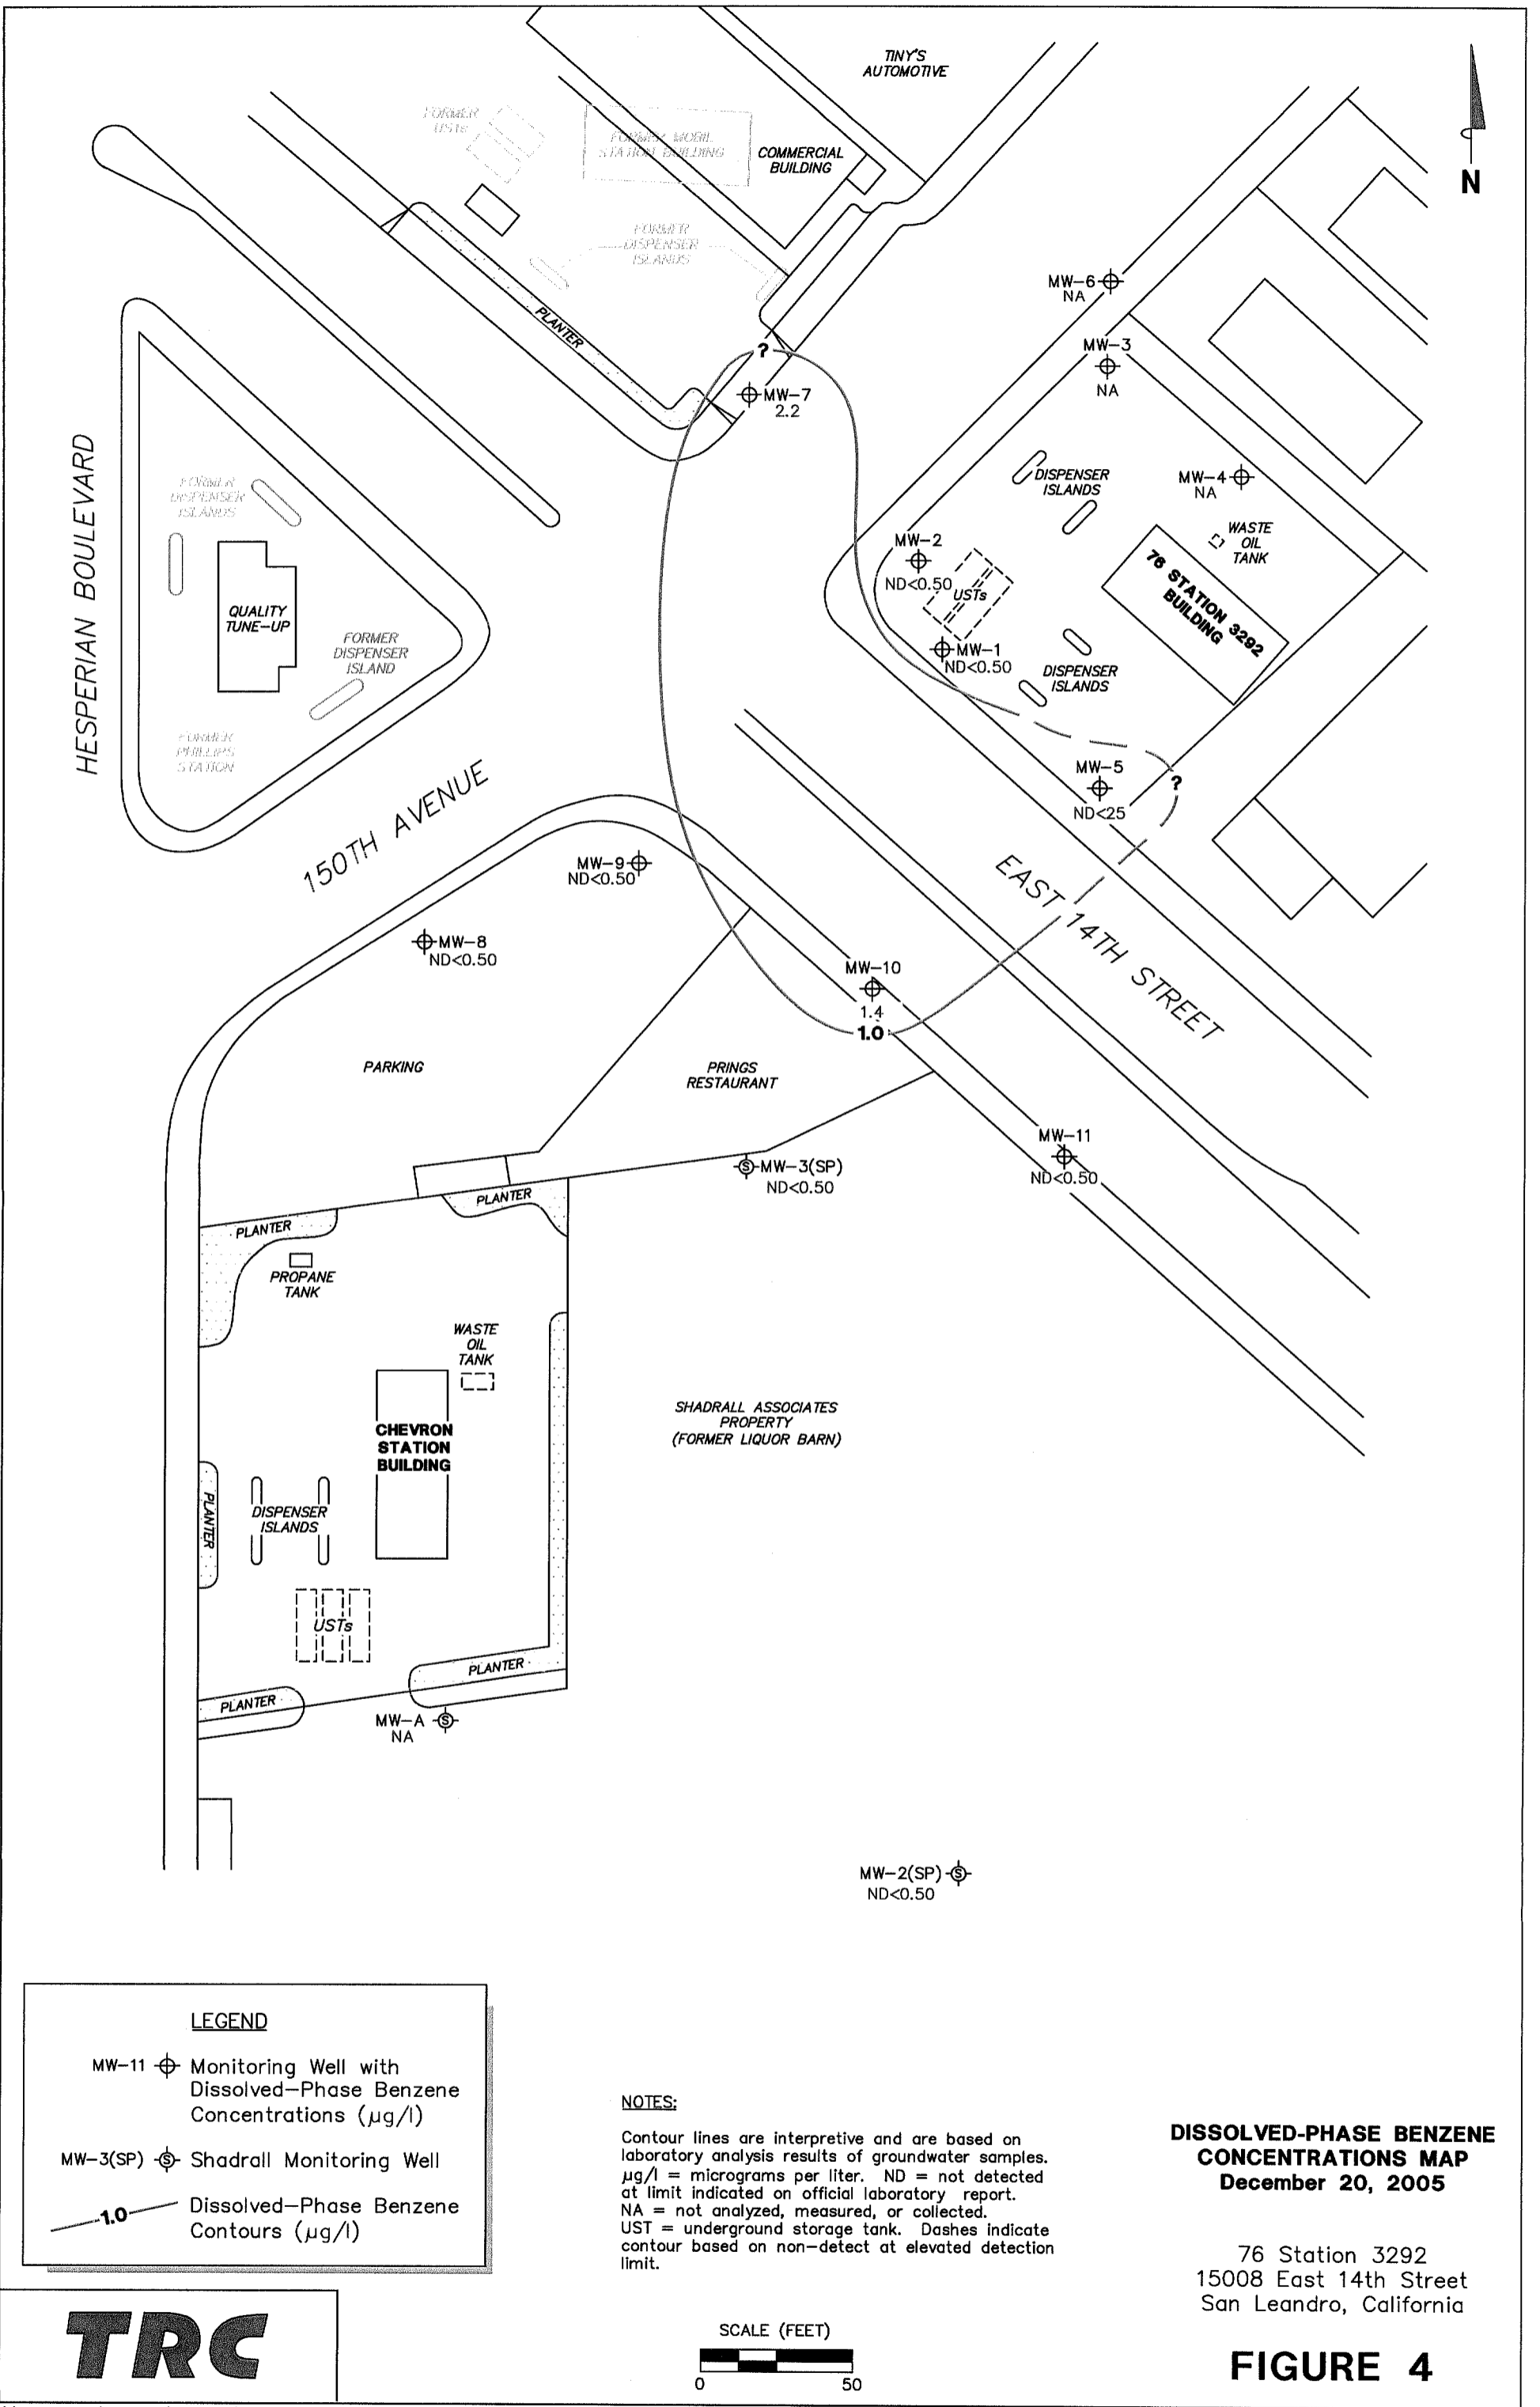 TINY'S
AUTOMOTIVE
FORMER
USTs
FORMER MOBIL
STATION BUILDING
COMMERCIAL
BUILDING
N
FORMER
DISPENSER
ISLANDS
PLANTER
?
MW-7
2.2
MW-6
NA
MW-3
NA
MW-4
NA
DISPENSER
ISLANDS
WASTE
OIL
TANK
MW-2
ND<0.50
USTs
76 STATION 3292
BUILDING
MW-1
ND<0.50
DISPENSER
ISLANDS
HESPERIAN BOULEVARD
FORMER
DISPENSER
ISLANDS
QUALITY
TUNE-UP
FORMER
DISPENSER
ISLAND
FORMER
PHILLIPS
STATION
150TH AVENUE
MW-5
ND<25
?
EAST 14TH STREET
MW-9
ND<0.50
MW-8
ND<0.50
MW-10
1.4
1.0
PARKING
PRINGS
RESTAURANT
MW-11
ND<0.50
MW-3(SP)
ND<0.50
PLANTER
PLANTER
PROPANE
TANK
WASTE
OIL
TANK
CHEVRON
STATION
BUILDING
SHADRALL ASSOCIATES
PROPERTY
(FORMER LIQUOR BARN)
PLANTER
DISPENSER
ISLANDS
USTs
PLANTER
PLANTER
MW-A
NA
MW-2(SP)
ND<0.50
LEGEND
MW-11 Monitoring Well with
Dissolved-Phase Benzene
Concentrations (µg/l)
MW-3(SP) S Shadrall Monitoring Well
1.0 Dissolved-Phase Benzene
Contours (µg/l)
NOTES:
Contour lines are interpretive and are based on
laboratory analysis results of groundwater samples.
µg/l = micrograms per liter. ND = not detected
at limit indicated on official laboratory report.
NA = not analyzed, measured, or collected.
UST = underground storage tank. Dashes indicate
contour based on non-detect at elevated detection
limit.
SCALE (FEET)
0 50
DISSOLVED-PHASE BENZENE
CONCENTRATIONS MAP
December 20, 2005
76 Station 3292
15008 East 14th Street
San Leandro, California
FIGURE 4
TRC